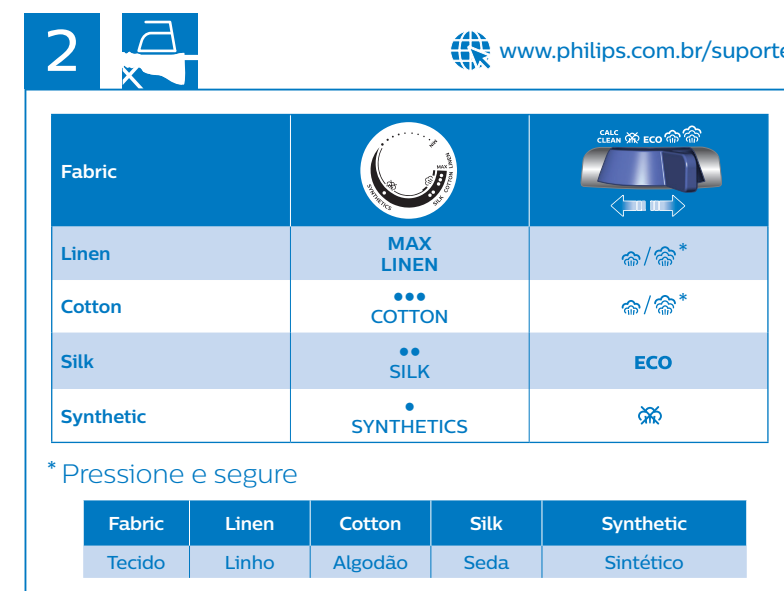 2
www.philips.com.br/suporte
Fabric
MIN
LINEN
MAX
COTTON
SILK
SYNTHETICS
CALC
CLEAN ECO
Linen
MAX
LINEN
/ *
Cotton
•••
COTTON
/ *
Silk
••
SILK
ECO
Synthetic
•
SYNTHETICS
* Pressione e segure
Fabric Linen Cotton Silk Synthetic
Tecido Linho Algodão Seda Sintético